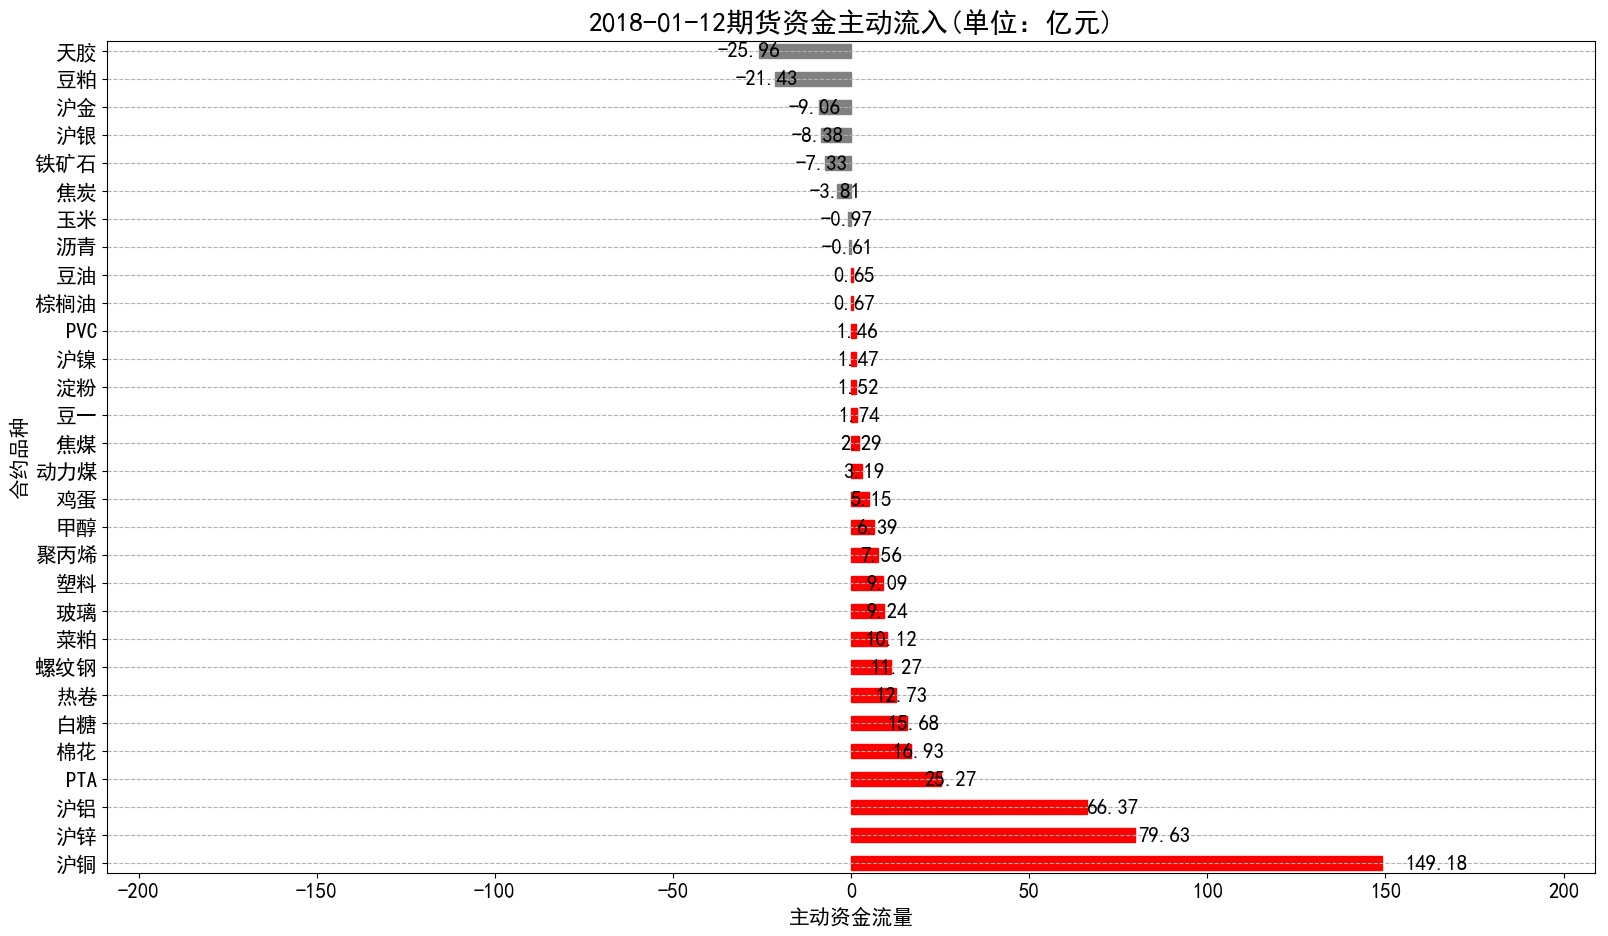 2018-01-12期货资金主动流入(单位：亿元)
天胶 -25.96
豆粕 -21.43
沪金 -9.06
沪银 -8.38
铁矿石 -7.33
焦炭 -3.81
玉米 -0.97
沥青 -0.61
豆油 0.65
棕榈油 0.67
PVC 1.46
沪镍 1.47
淀粉 1.52
豆一 1.74
焦煤 2.29
动力煤 3.19
鸡蛋 5.15
甲醇 6.39
聚丙烯 7.56
塑料 9.09
玻璃 9.24
菜粕 10.12
螺纹钢 11.27
热卷 12.73
白糖 15.68
棉花 16.93
PTA 25.27
沪铝 66.37
沪锌 79.63
沪铜 149.18
合约品种
-200 -150 -100 -50 0 50 100 150 200
主动资金流量